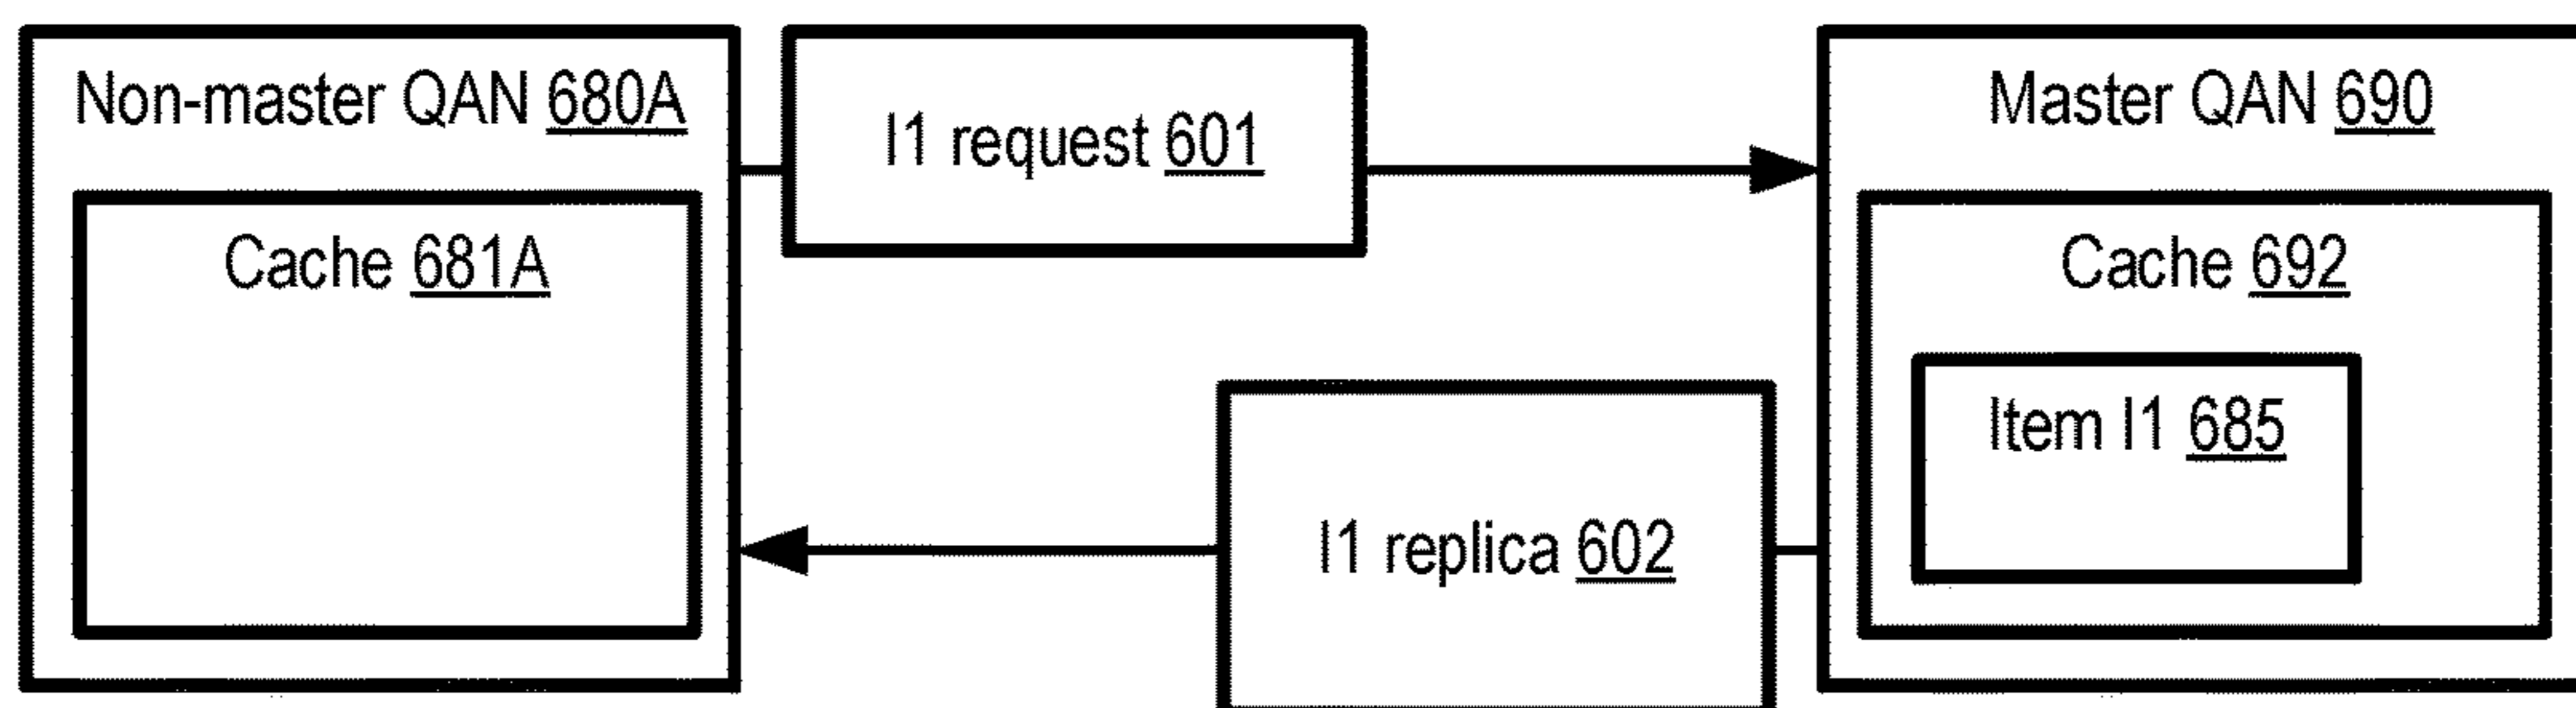 Non-master QAN 680A
Cache 681A
I1 request 601
I1 replica 602
Master QAN 690
Cache 692
Item I1 685